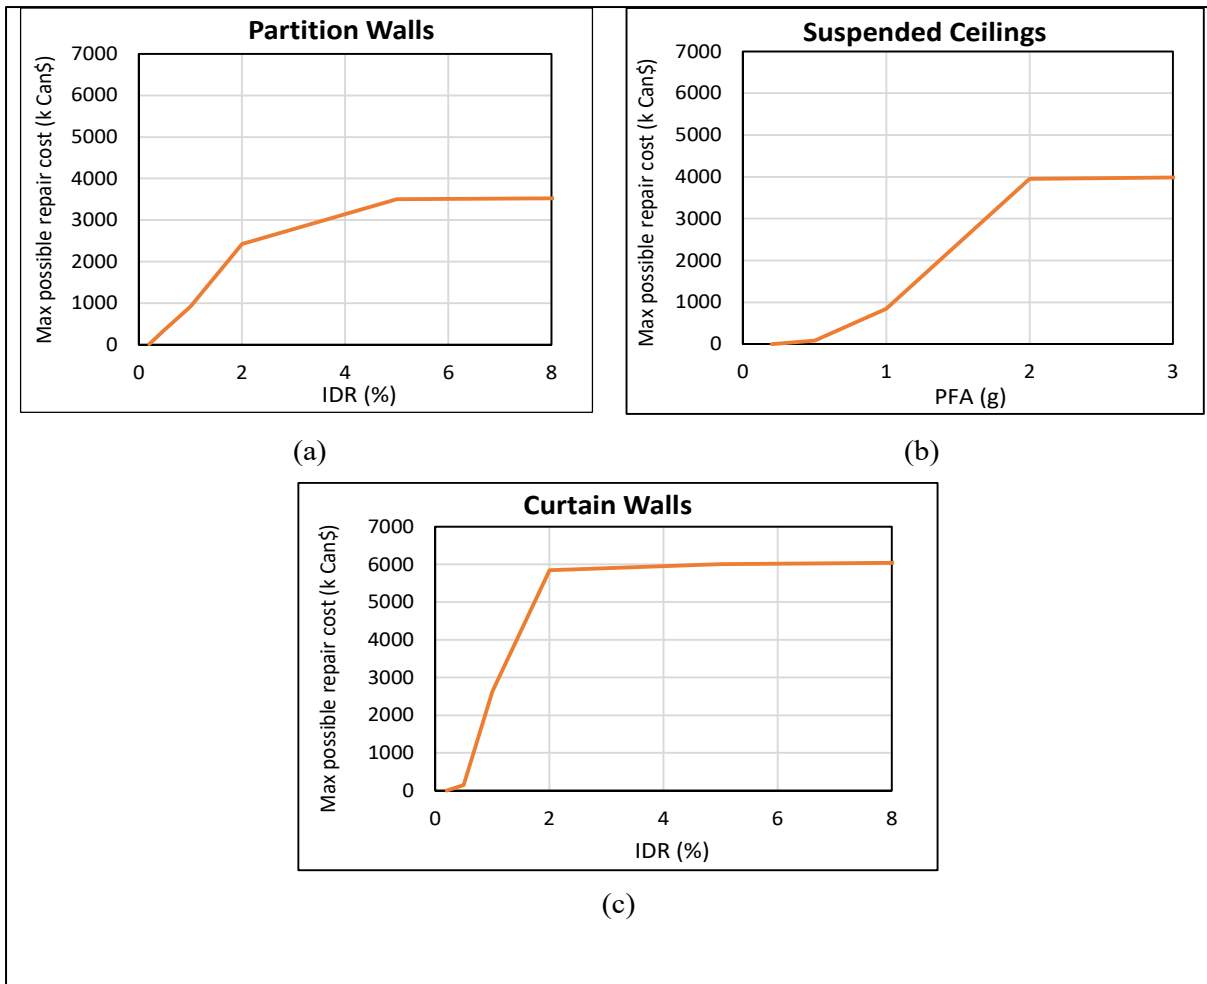 Partition Walls
Max possible repair cost (k Can$)
7000
6000
5000
4000
3000
2000
1000
0
0 2 4 6 8
IDR (%)
(a)
Suspended Ceilings
Max possible repair cost (k Can$)
7000
6000
5000
4000
3000
2000
1000
0
0 1 2 3
PFA (g)
(b)
Curtain Walls
Max possible repair cost (k Can$)
7000
6000
5000
4000
3000
2000
1000
0
0 2 4 6 8
IDR (%)
(c)